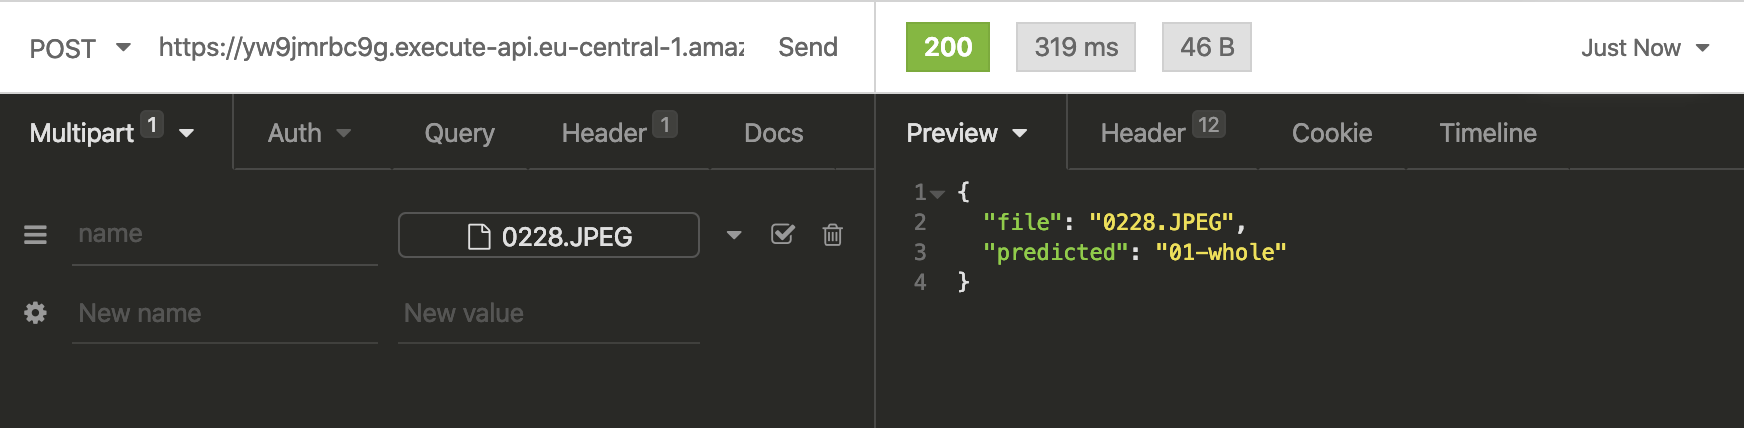 POST https://yw9jmrbc9g.execute-api.eu-central-1.amaz Send 200 319 ms 46 B Just Now
Multipart 1 Auth Query Header 1 Docs Preview Header 12 Cookie Timeline
name 0228.JPEG
New name New value
1 {
2 "file": "0228.JPEG",
3 "predicted": "01-whole"
4 }